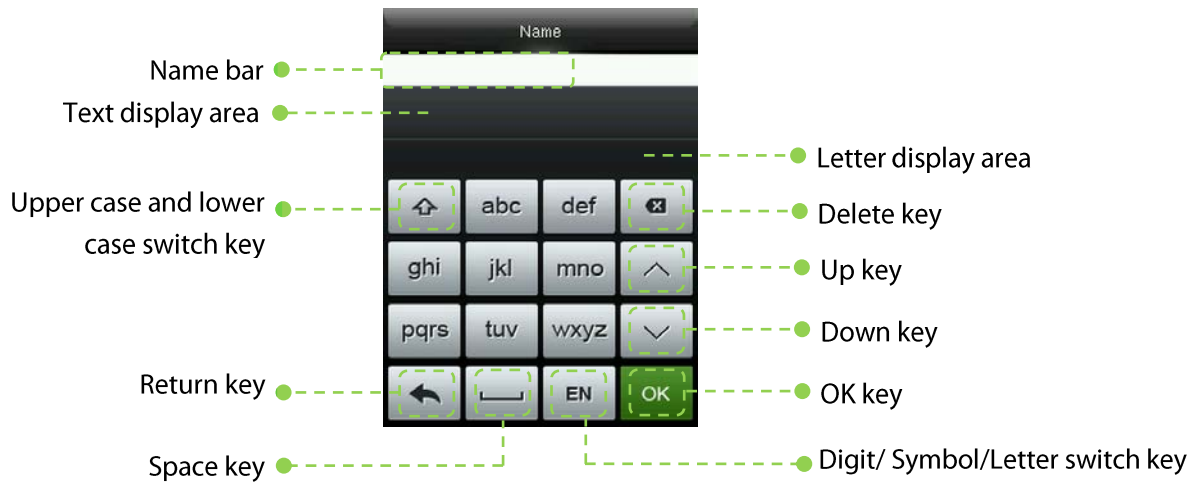 Name
Name bar
Text display area
Letter display area
Upper case and lower
case switch key
abc def
Delete key
ghi jkl mno
Up key
pqrs tuv wxyz
Down key
Return key
EN OK
OK key
Space key
Digit/ Symbol/Letter switch key